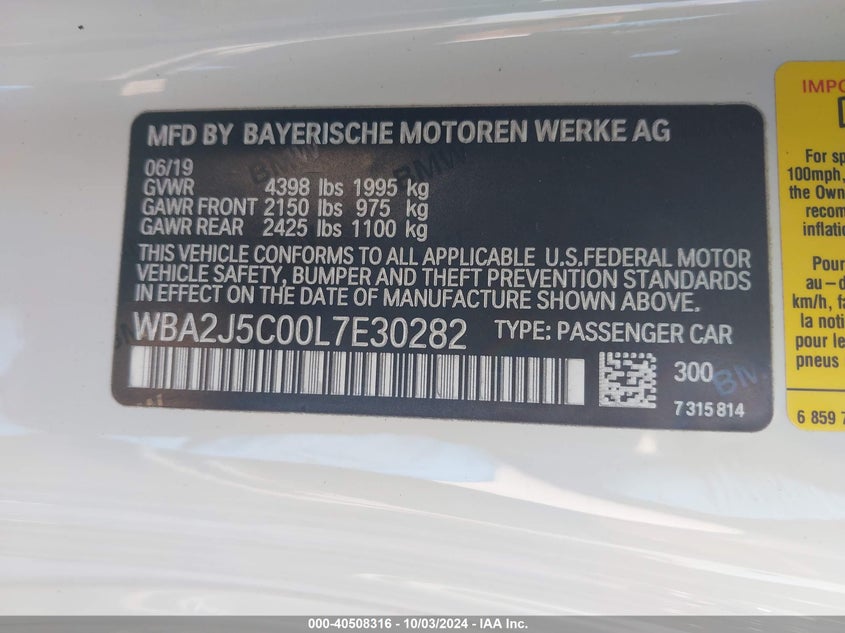 MFD BY BAYERISCHE MOTOREN WERKE AG
06/19
GVWR 4398 lbs 1995 kg
GAWR FRONT 2150 lbs 975 kg
GAWR REAR 2425 lbs 1100 kg
THIS VEHICLE CONFORMS TO ALL APPLICABLE U.S.FEDERAL MOTOR
VEHICLE SAFETY, BUMPER AND THEFT PREVENTION STANDARDS
IN EFFECT ON THE DATE OF MANUFACTURE SHOWN ABOVE.
WBA2J5C00L7E30282 TYPE: PASSENGER CAR
300
7 315 814
For sp
100mph,
the Own
recom
inflati
Pour
au–d
km/h, fa
la noti
pour le
pneus
6 859 7
000-40508316 - 10/03/2024 - IAA Inc.